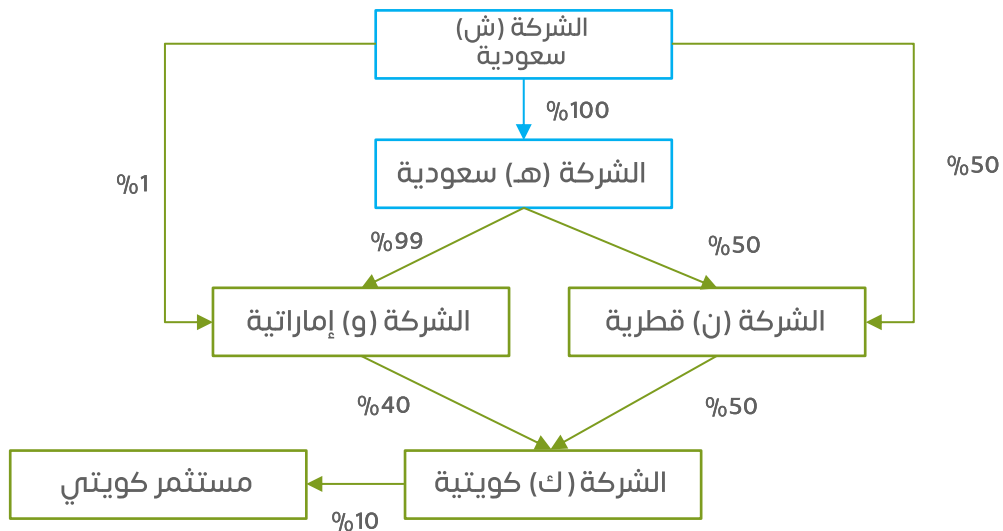 الشركة (ش)
سعودية
%100
%1
%50
الشركة (هـ) سعودية
%99
%50
الشركة (و) إماراتية
الشركة (ن) قطرية
%40
%50
مستثمر كويتي
الشركة (ك) كويتية
%10